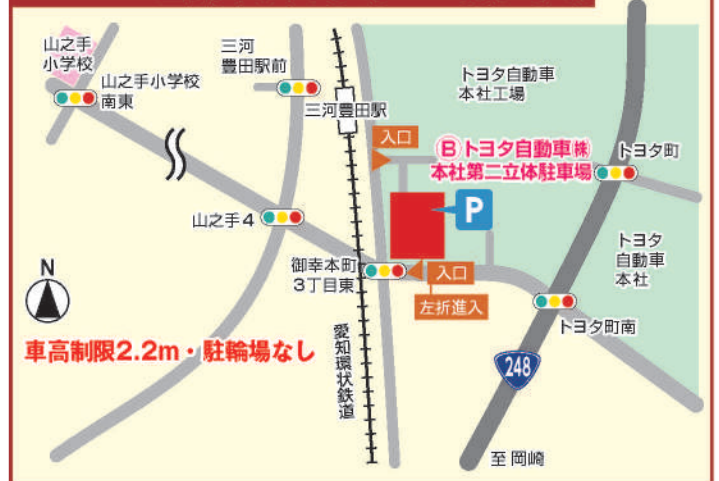 山之手
小学校
山之手小学校
南東
三河
豊田駅前
三河豊田駅
トヨタ自動車
本社工場
入口
Ⓑトヨタ自動車㈱
本社第二立体駐車場
トヨタ町
P
山之手4
御幸本町
3丁目東
入口
左折進入
トヨタ
自動車
本社
トヨタ町南
N
車高制限2.2m・駐輪場なし
愛知環状鉄道
248
至 岡崎